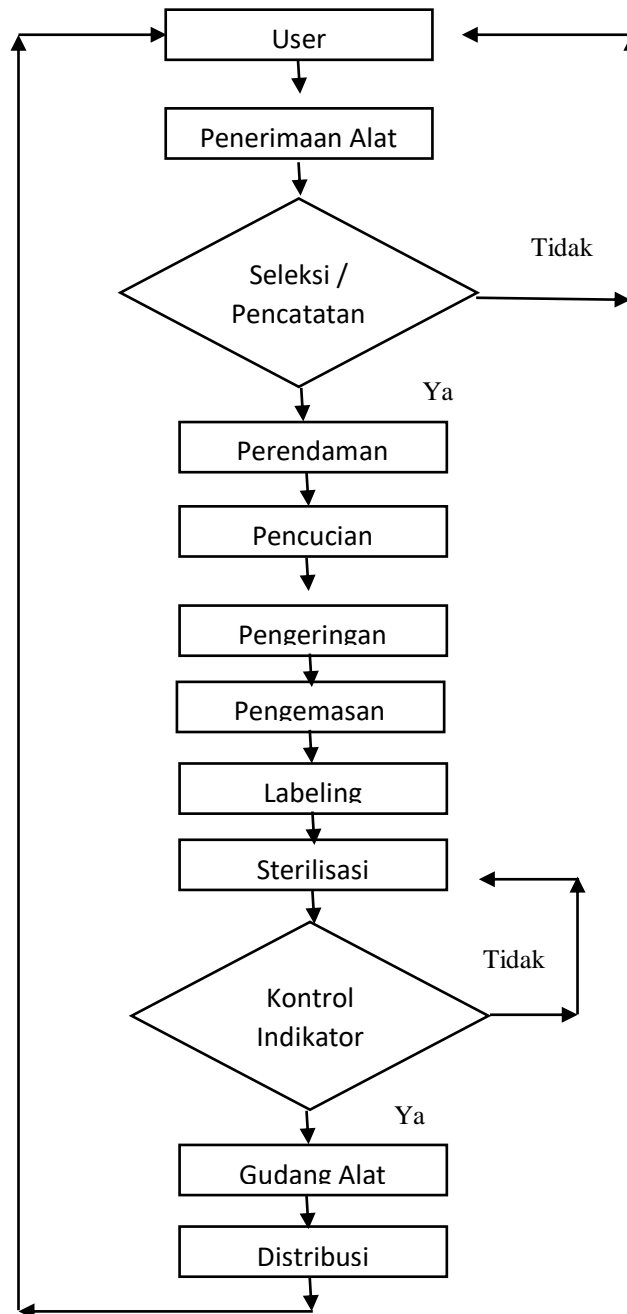 User
Penerimaan Alat
Seleksi /
Pencatatan
Tidak
Ya
Perendaman
Pencucian
Pengeringan
Pengemasan
Labeling
Sterilisasi
Tidak
Kontrol
Indikator
Ya
Gudang Alat
Distribusi